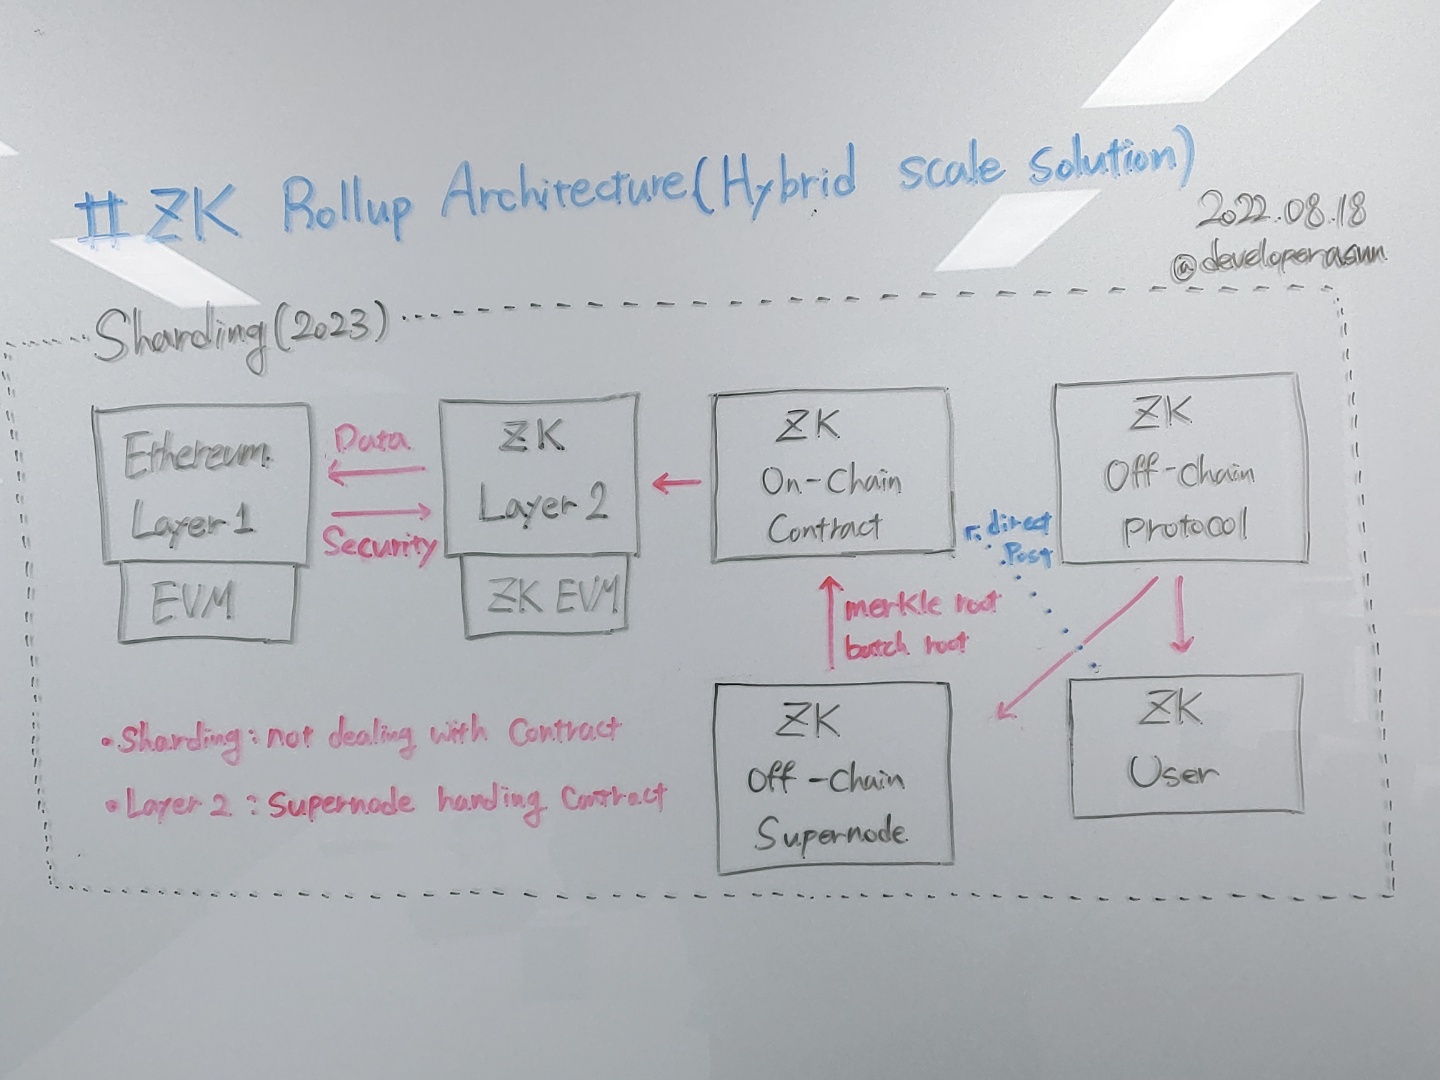 # ZK Rollup Architecture(Hybrid scale solution)
2022.08.18
@developerasun
Sharding(2023)
Ethereum
Layer 1
EVM
Data
Security
ZK
Layer 2
ZK EVM
ZK
On-Chain
Contract
ZK
Off-Chain
protocol
direct
Post
merkle root
batch root
ZK
Off-Chain
Supernode
ZK
User
• Sharding: not dealing with Contract
• Layer 2: Supernode handing Contract